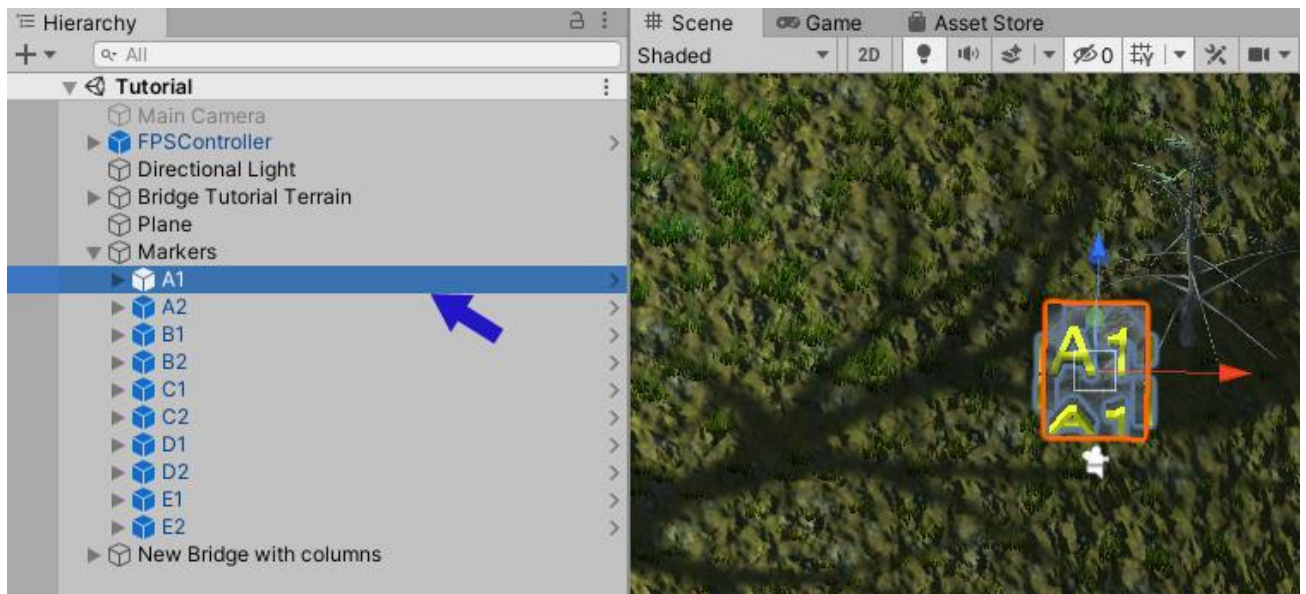 Hierarchy
All
Tutorial
Main Camera
FPSController
Directional Light
Bridge Tutorial Terrain
Plane
Markers
A1
A2
B1
B2
C1
C2
D1
D2
E1
E2
New Bridge with columns
Scene Game Asset Store
Shaded 2D 0
A1
A1